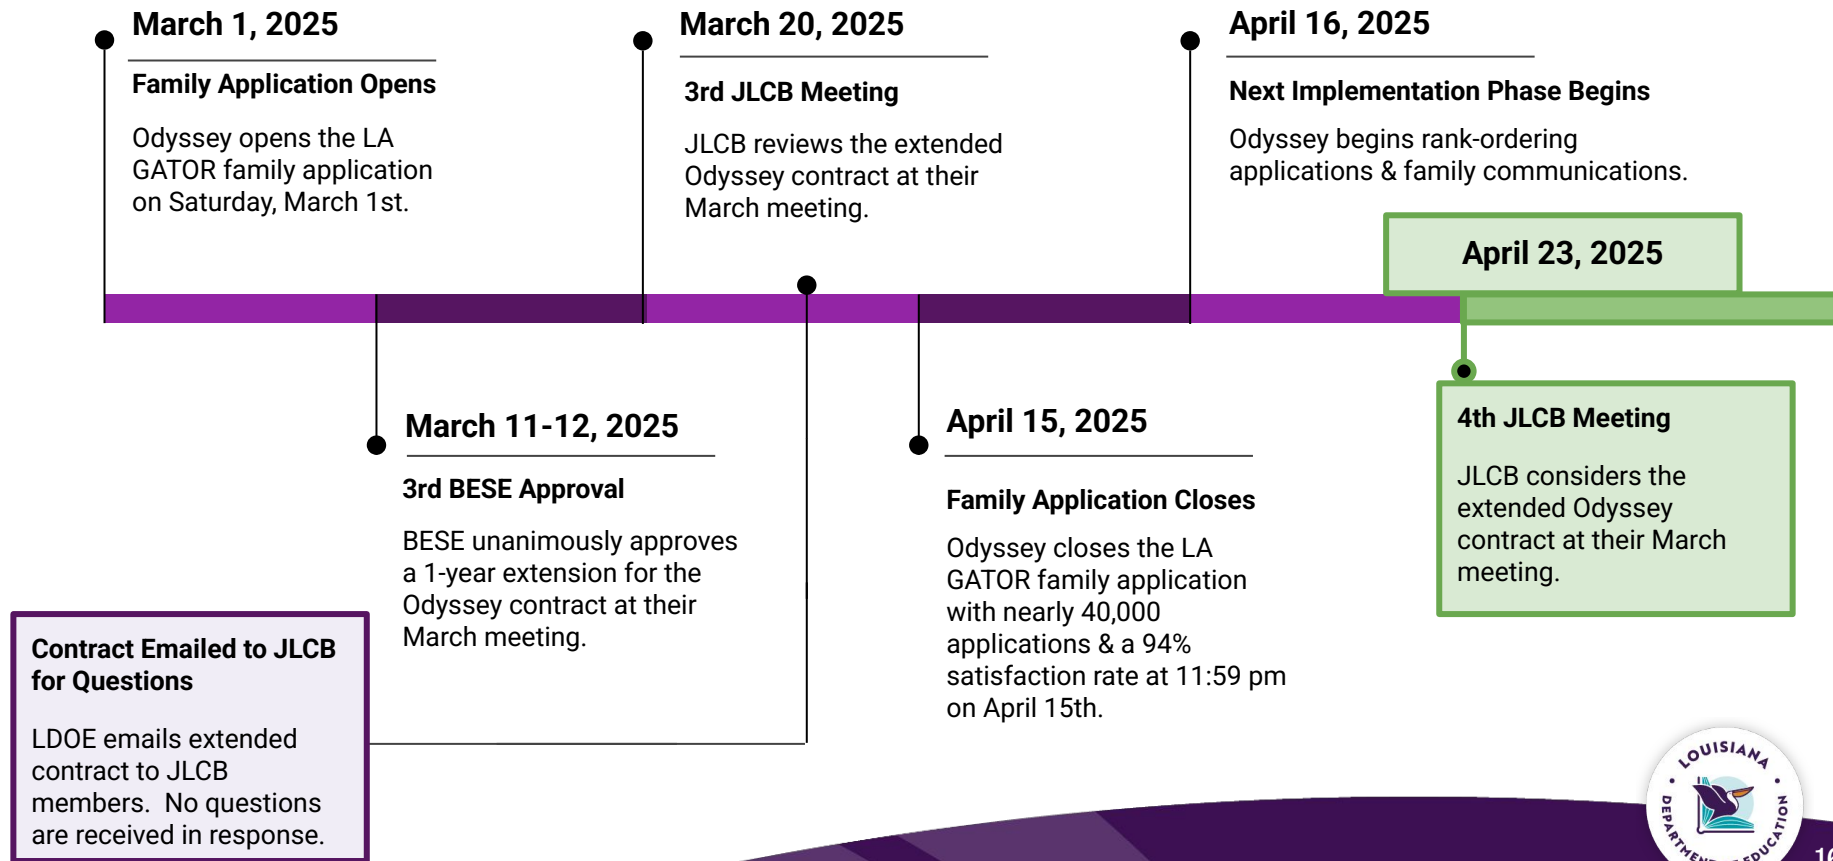 March 1, 2025
Family Application Opens
Odyssey opens the LA
GATOR family application
on Saturday, March 1st.
March 20, 2025
3rd JLCB Meeting
JLCB reviews the extended
Odyssey contract at their
March meeting.
April 16, 2025
Next Implementation Phase Begins
Odyssey begins rank-ordering
applications & family communications.
April 23, 2025
March 11-12, 2025
3rd BESE Approval
BESE unanimously approves
a 1-year extension for the
Odyssey contract at their
March meeting.
April 15, 2025
Family Application Closes
Odyssey closes the LA
GATOR family application
with nearly 40,000
applications & a 94%
satisfaction rate at 11:59 pm
on April 15th.
4th JLCB Meeting
JLCB considers the
extended Odyssey
contract at their March
meeting.
Contract Emailed to JLCB
for Questions
LDOE emails extended
contract to JLCB
members.  No questions
are received in response.
LOUISIANA
EDUCATION